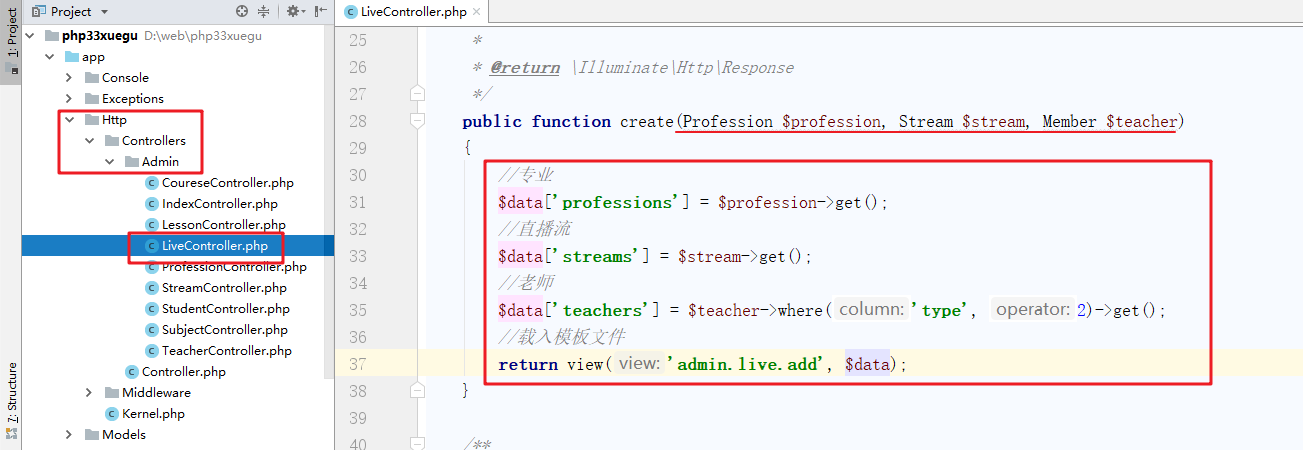 1: Project
7: Structure
Project
php33xuegu D:\web\php33xuegu
app
Console
Exceptions
Http
Controllers
Admin
CoureseController.php
IndexController.php
LessonController.php
LiveController.php
ProfessionController.php
StreamController.php
StudentController.php
SubjectController.php
TeacherController.php
Controller.php
Middleware
Kernel.php
Models
LiveController.php
25 *
26 * @return \Illuminate\Http\Response
27 */
28 public function create(Profession $profession, Stream $stream, Member $teacher)
29 {
30 //专业
31 $data['professions'] = $profession->get();
32 //直播流
33 $data['streams'] = $stream->get();
34 //老师
35 $data['teachers'] = $teacher->where( column: 'type', operator: 2)->get();
36 //载入模板文件
37 return view( view: 'admin.live.add', $data);
38 }
39
40 /**